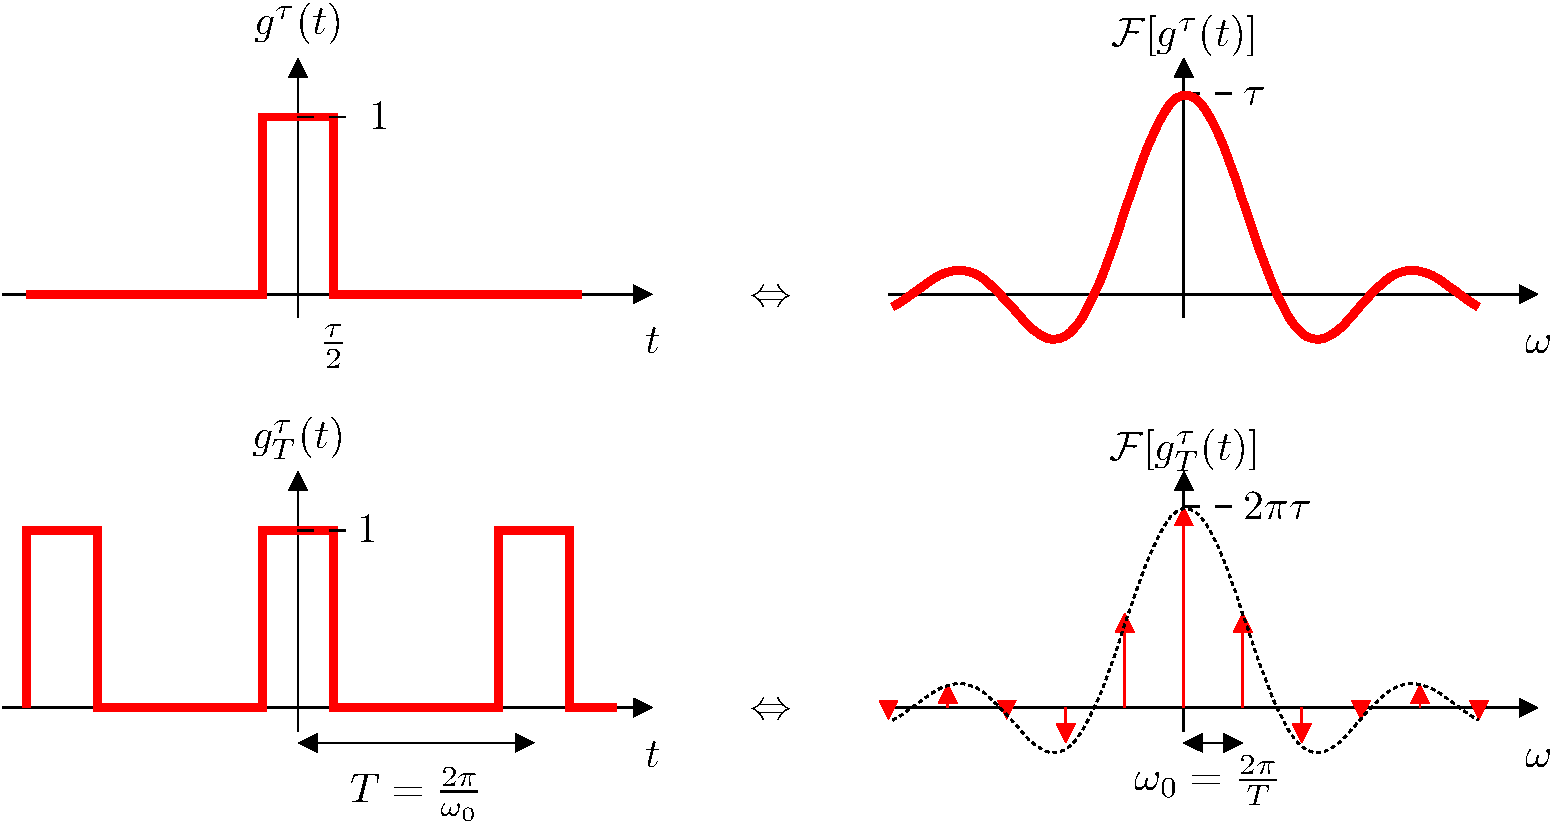 g^τ(t)
F[g^τ(t)]
1
τ
⇔
τ/2
t
ω
g_T^τ(t)
F[g_T^τ(t)]
1
2πτ
⇔
t
ω
T = 2π/ω₀
ω₀ = 2π/T